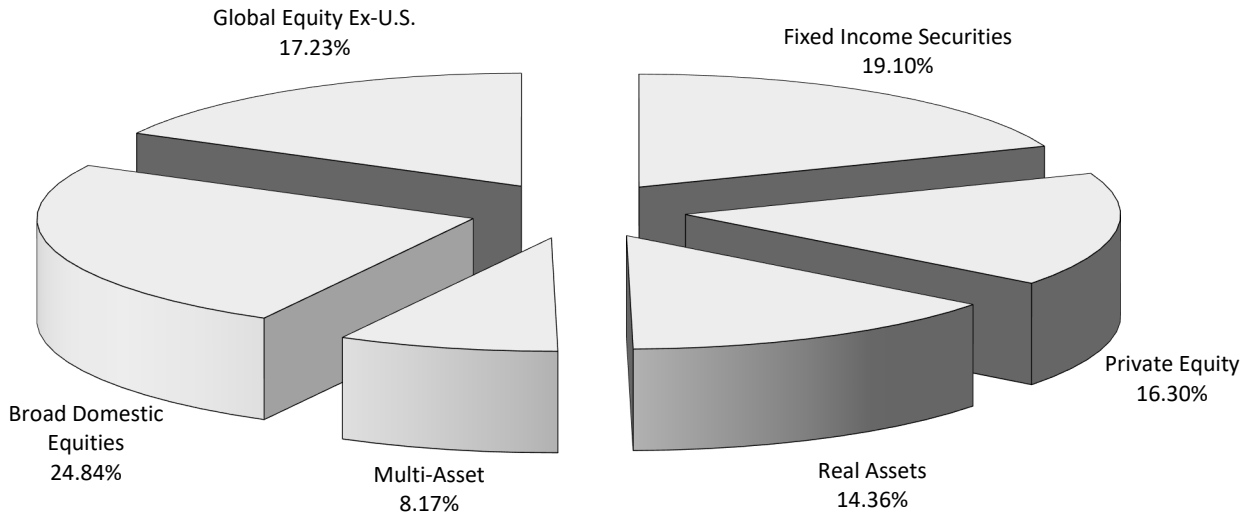 Global Equity Ex-U.S.
17.23%
Fixed Income Securities
19.10%
Private Equity
16.30%
Broad Domestic
Equities
24.84%
Multi-Asset
8.17%
Real Assets
14.36%